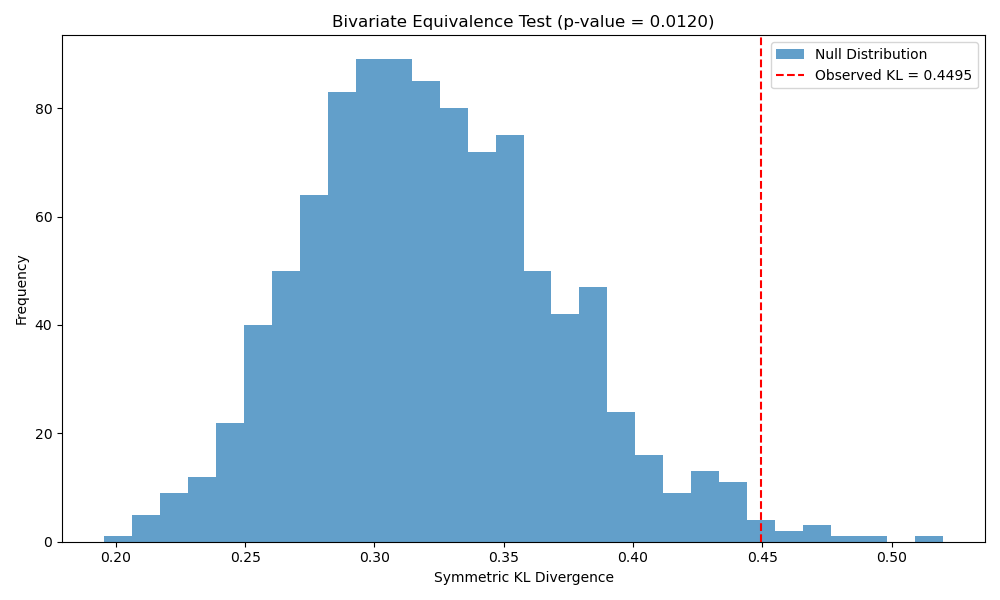 Bivariate Equivalence Test (p-value = 0.0120)
Null Distribution
Observed KL = 0.4495
Frequency
80
60
40
20
0
0.20 0.25 0.30 0.35 0.40 0.45 0.50
Symmetric KL Divergence